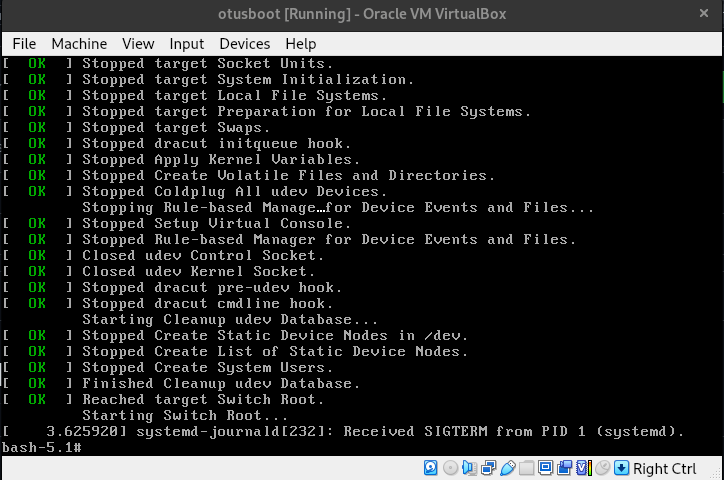 otusboot [Running] - Oracle VM VirtualBox
File Machine View Input Devices Help
[  OK  ] Stopped target Socket Units.
[  OK  ] Stopped target System Initialization.
[  OK  ] Stopped target Local File Systems.
[  OK  ] Stopped target Preparation for Local File Systems.
[  OK  ] Stopped target Swaps.
[  OK  ] Stopped dracut initqueue hook.
[  OK  ] Stopped Apply Kernel Variables.
[  OK  ] Stopped Create Volatile Files and Directories.
[  OK  ] Stopped Coldplug All udev Devices.
Stopping Rule-based Manage…for Device Events and Files...
[  OK  ] Stopped Setup Virtual Console.
[  OK  ] Stopped Rule-based Manager for Device Events and Files.
[  OK  ] Closed udev Control Socket.
[  OK  ] Closed udev Kernel Socket.
[  OK  ] Stopped dracut pre-udev hook.
[  OK  ] Stopped dracut cmdline hook.
Starting Cleanup udev Database...
[  OK  ] Stopped Create Static Device Nodes in /dev.
[  OK  ] Stopped Create List of Static Device Nodes.
[  OK  ] Stopped Create System Users.
[  OK  ] Finished Cleanup udev Database.
[  OK  ] Reached target Switch Root.
Starting Switch Root...
[    3.625920] systemd-journald[232]: Received SIGTERM from PID 1 (systemd).
bash-5.1#
Right Ctrl